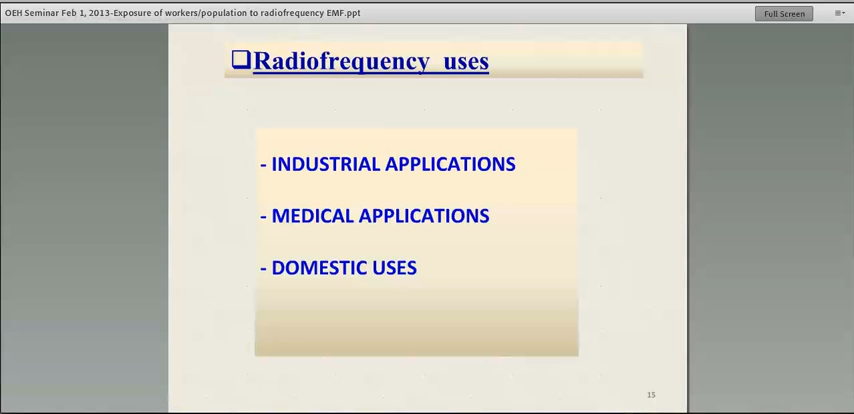 OEH Seminar Feb 1, 2013-Exposure of workers/population to radiofrequency EMF.ppt
Full Screen
❑Radiofrequency uses
- INDUSTRIAL APPLICATIONS
- MEDICAL APPLICATIONS
- DOMESTIC USES
15